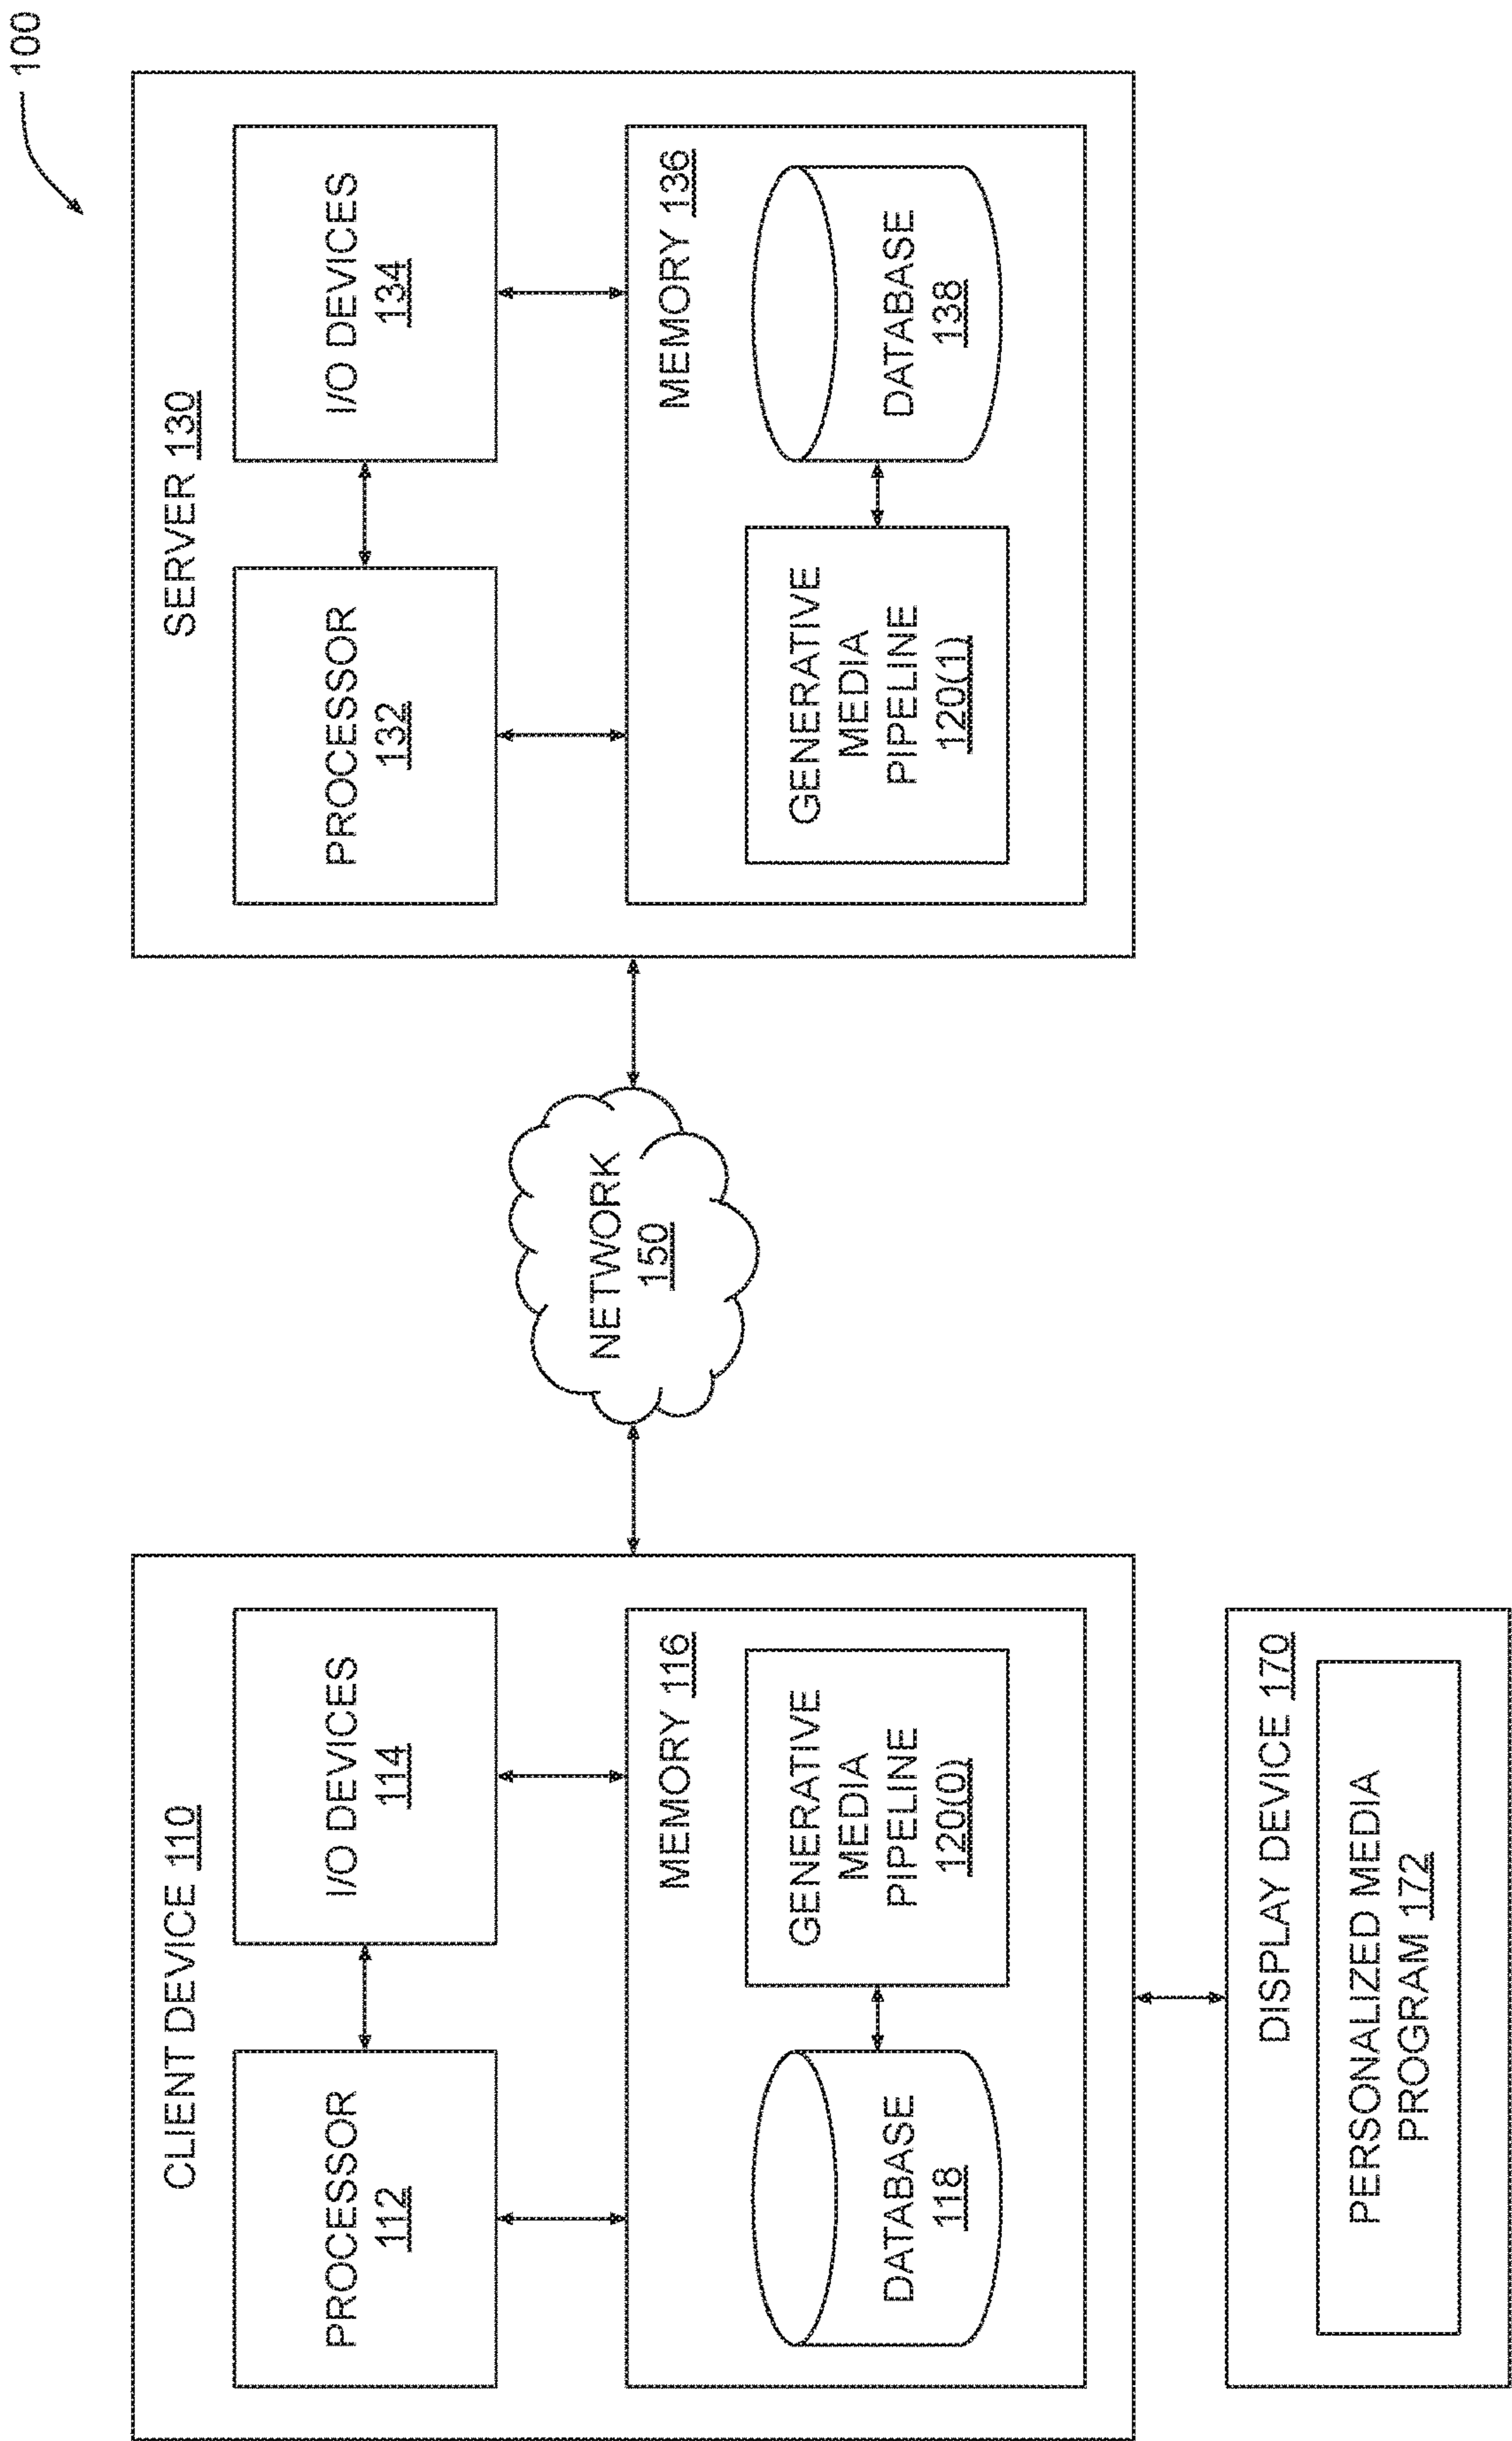 100
CLIENT DEVICE 110
PROCESSOR
112
I/O DEVICES
114
MEMORY 116
DATABASE
118
GENERATIVE
MEDIA
PIPELINE
120(0)
DISPLAY DEVICE 170
PERSONALIZED MEDIA
PROGRAM 172
NETWORK
150
SERVER 130
PROCESSOR
132
I/O DEVICES
134
MEMORY 136
GENERATIVE
MEDIA
PIPELINE
120(1)
DATABASE
138